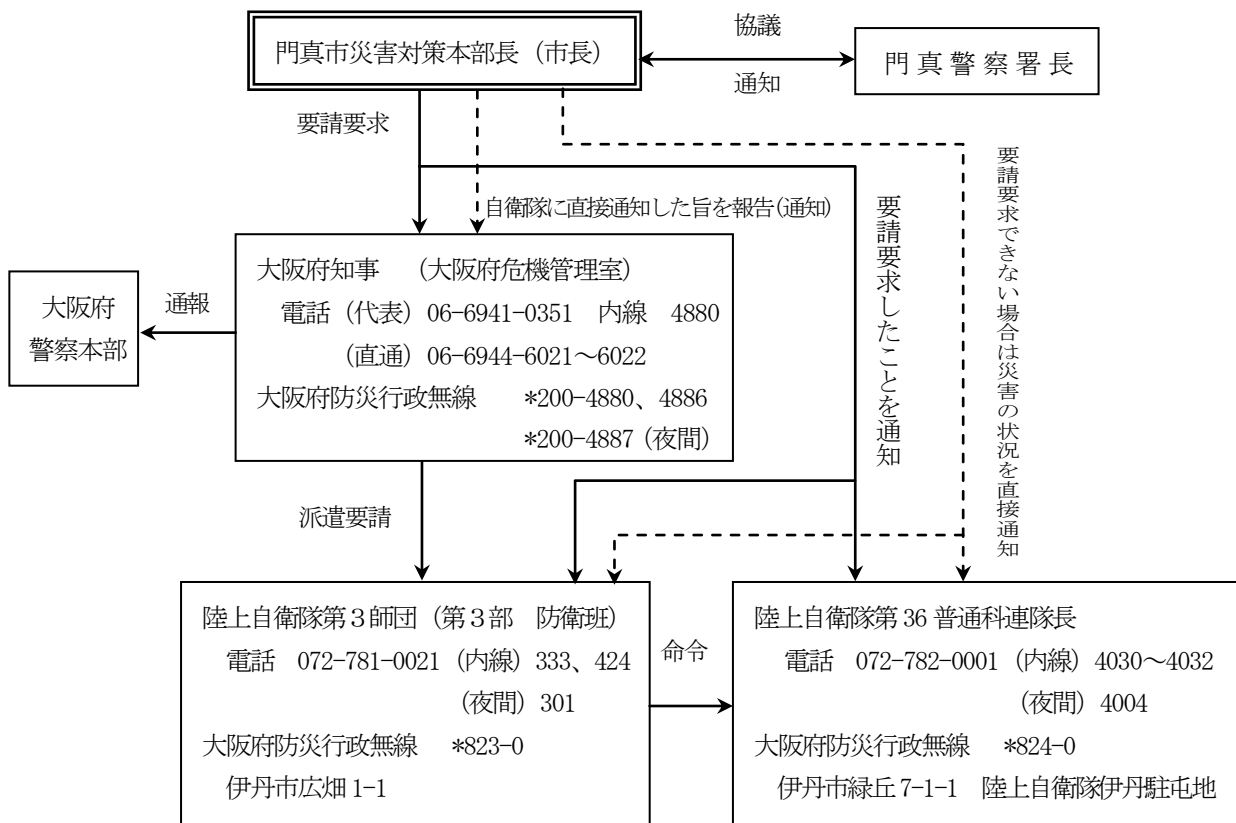 門真市災害対策本部長（市長）
協議
通知
門真警察署長
要請要求
自衛隊に直接通知した旨を報告(通知)
要請要求したことを通知
要請要求できない場合は災害の状況を直接通知
大阪府
警察本部
通報
大阪府知事　（大阪府危機管理室）
電話（代表）06-6941-0351　内線　4880
（直通）06-6944-6021～6022
大阪府防災行政無線　*200-4880、4886
*200-4887（夜間）
派遣要請
陸上自衛隊第３師団（第３部　防衛班）
電話　072-781-0021（内線）333、424
（夜間）301
大阪府防災行政無線　*823-0
伊丹市広畑 1-1
命令
陸上自衛隊第 36 普通科連隊長
電話　072-782-0001（内線）4030～4032
（夜間）4004
大阪府防災行政無線　*824-0
伊丹市緑丘 7-1-1　陸上自衛隊伊丹駐屯地